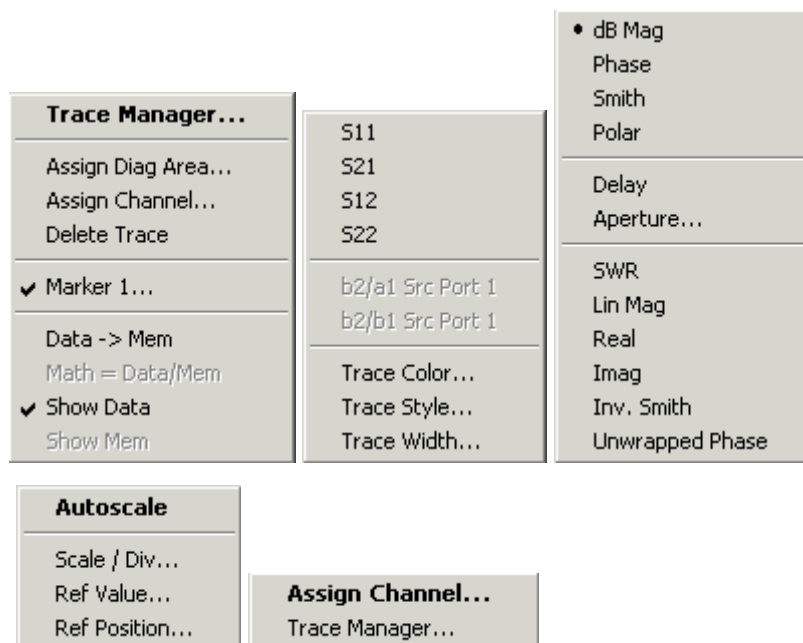 Trace Manager...
Assign Diag Area...
Assign Channel...
Delete Trace
Marker 1...
Data -> Mem
Math = Data/Mem
Show Data
Show Mem
S11
S21
S12
S22
b2/a1 Src Port 1
b2/b1 Src Port 1
Trace Color...
Trace Style...
Trace Width...
dB Mag
Phase
Smith
Polar
Delay
Aperture...
SWR
Lin Mag
Real
Imag
Inv. Smith
Unwrapped Phase
Autoscale
Scale / Div...
Ref Value...
Ref Position...
Assign Channel...
Trace Manager...